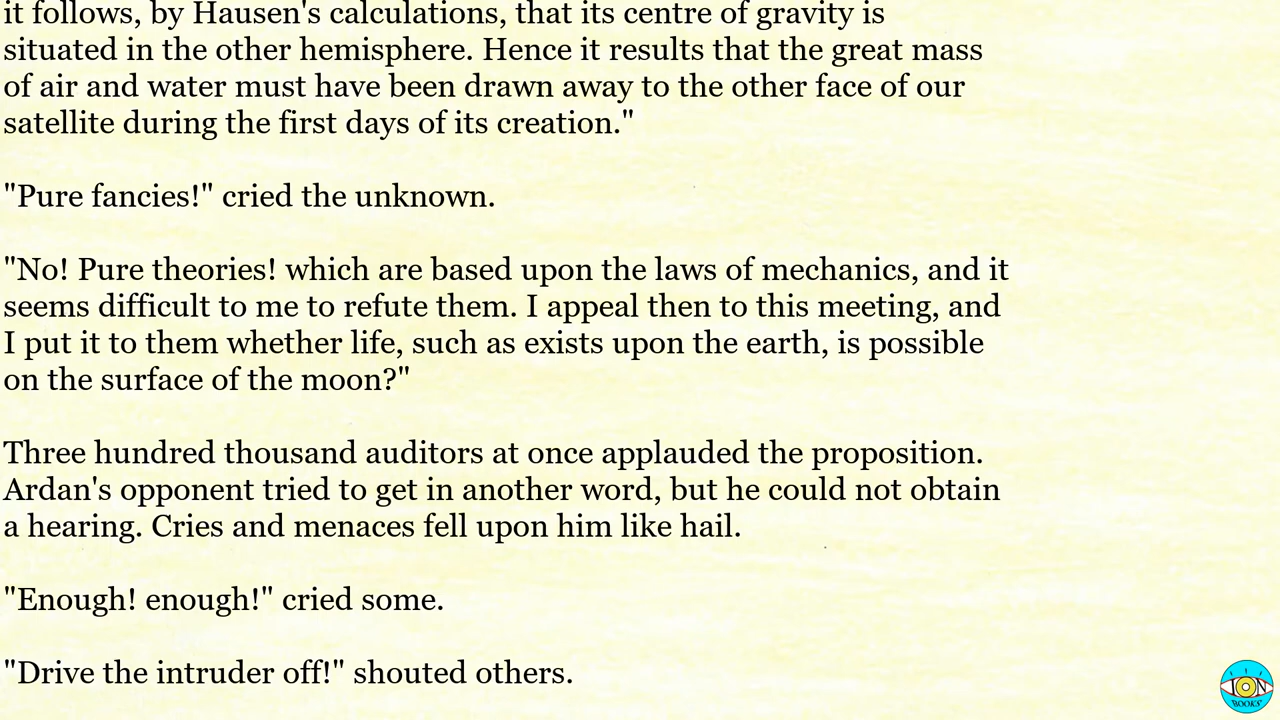 it follows, by Hausen's calculations, that its centre of gravity is
situated in the other hemisphere. Hence it results that the great mass
of air and water must have been drawn away to the other face of our
satellite during the first days of its creation."
"Pure fancies!" cried the unknown.
"No! Pure theories! which are based upon the laws of mechanics, and it
seems difficult to me to refute them. I appeal then to this meeting, and
I put it to them whether life, such as exists upon the earth, is possible
on the surface of the moon?"
Three hundred thousand auditors at once applauded the proposition.
Ardan's opponent tried to get in another word, but he could not obtain
a hearing. Cries and menaces fell upon him like hail.
"Enough! enough!" cried some.
"Drive the intruder off!" shouted others.
ION
BOOKS